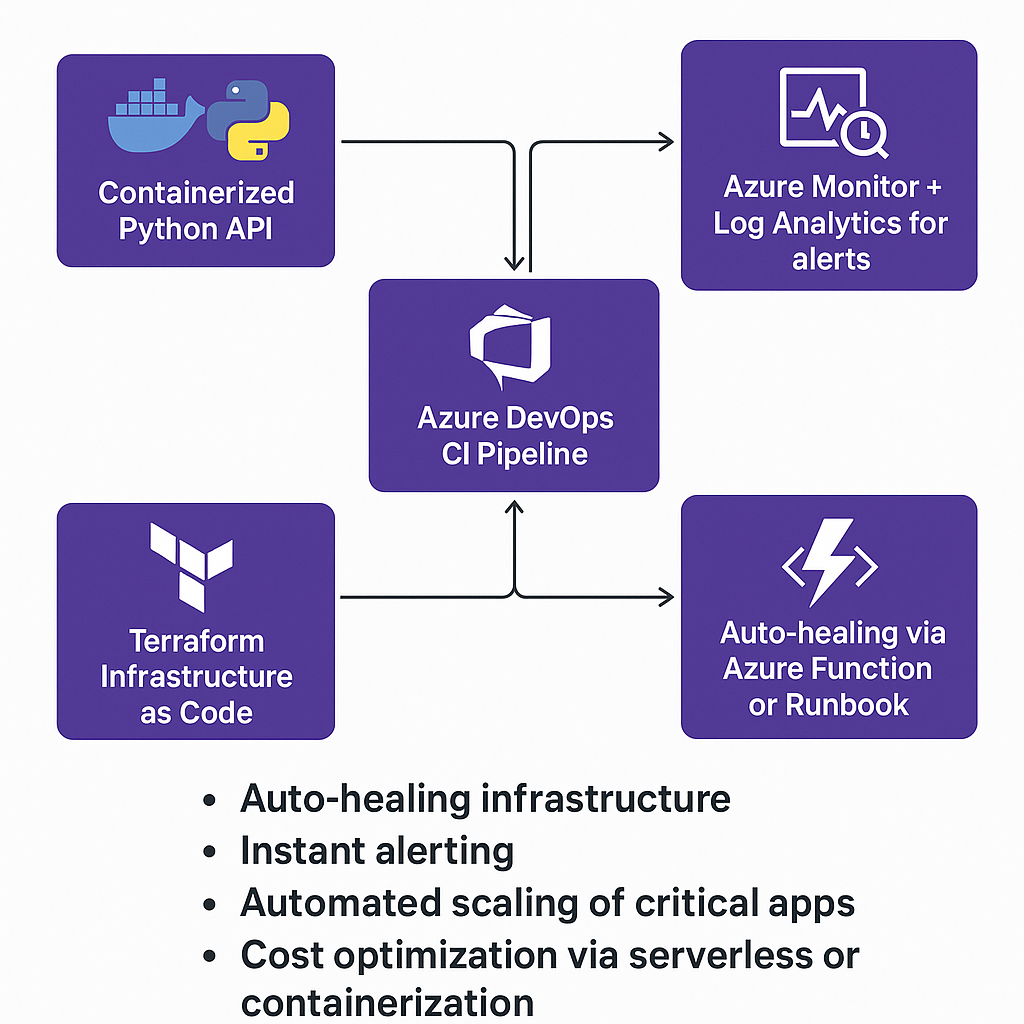 Containerized
Python API
Azure Monitor +
Log Analytics for
alerts
Azure DevOps
CI Pipeline
Terraform
Infrastructure
as Code
Auto-healing via
Azure Function
or Runbook
• Auto-healing infrastructure
• Instant alerting
• Automated scaling of critical apps
• Cost optimization via serverless or
containerization